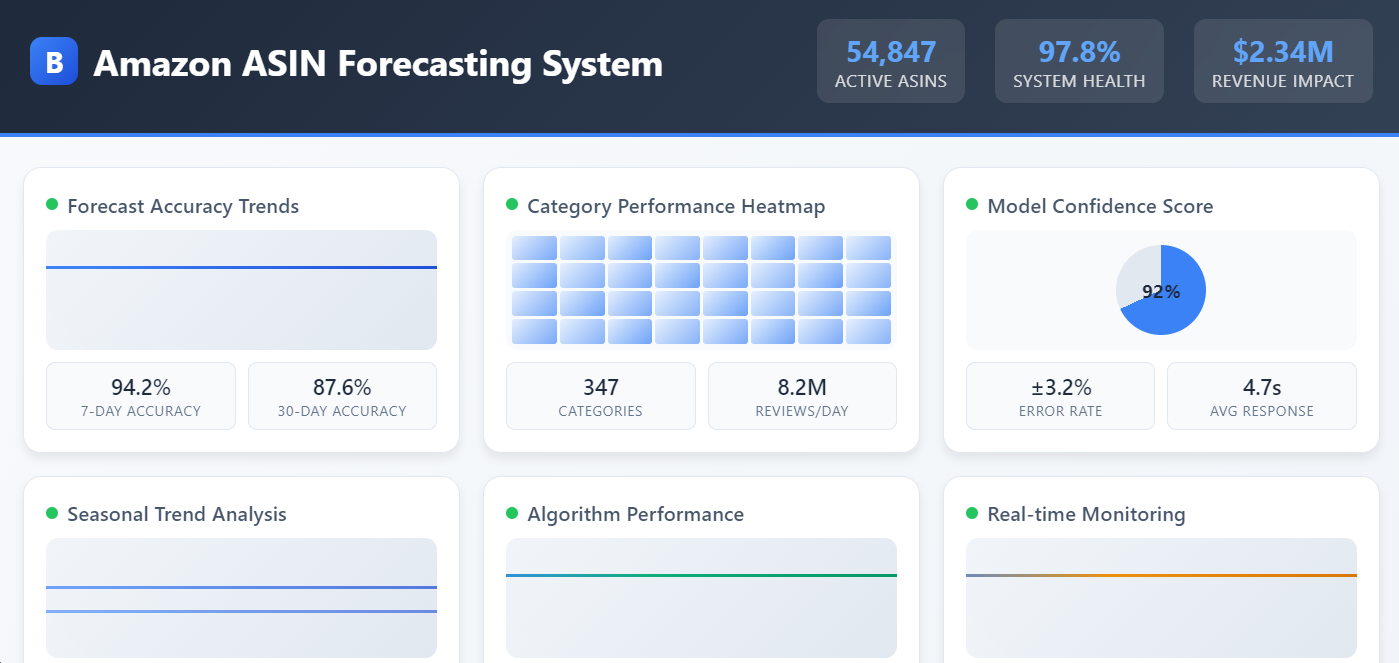 B
Amazon ASIN Forecasting System
54,847
ACTIVE ASINS
97.8%
SYSTEM HEALTH
$2.34M
REVENUE IMPACT
Forecast Accuracy Trends
94.2%
7-DAY ACCURACY
87.6%
30-DAY ACCURACY
Category Performance Heatmap
347
CATEGORIES
8.2M
REVIEWS/DAY
Model Confidence Score
92%
±3.2%
ERROR RATE
4.7s
AVG RESPONSE
Seasonal Trend Analysis
Algorithm Performance
Real-time Monitoring